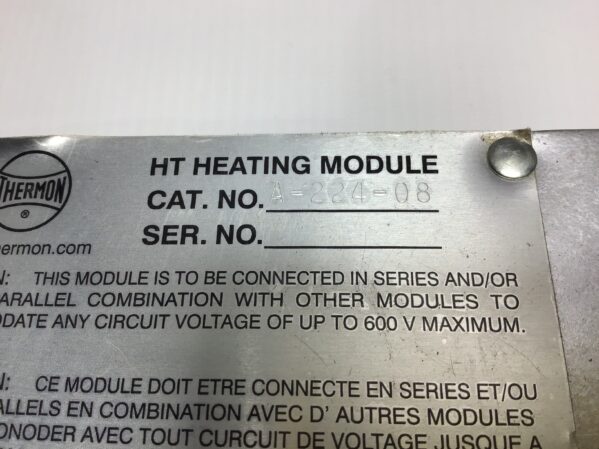 THERMON
®
HT HEATING MODULE
CAT. NO. A-224-08
SER. NO.
ermon.com
N: THIS MODULE IS TO BE CONNECTED IN SERIES AND/OR
ARALLEL COMBINATION WITH OTHER MODULES TO
ODATE ANY CIRCUIT VOLTAGE OF UP TO 600 V MAXIMUM.
N: CE MODULE DOIT ETRE CONNECTE EN SERIES ET/OU
ALLELS EN COMBINATION AVEC D' AUTRES MODULES
ONODER AVEC TOUT CURCUIT DE VOLTAGE JUSQUE A